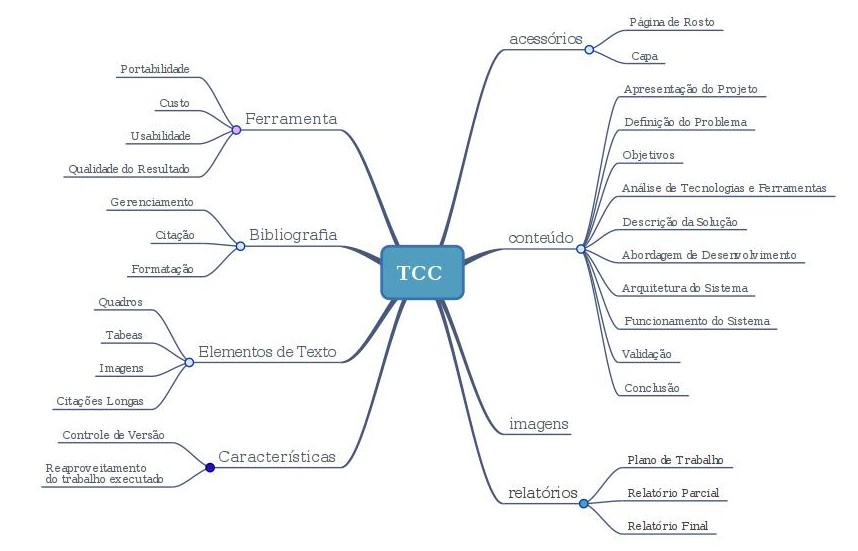 TCC
Ferramenta
Portabilidade
Custo
Usabilidade
Qualidade do Resultado
Bibliografia
Gerenciamento
Citação
Formatação
Elementos de Texto
Quadros
Tabeas
Imagens
Citações Longas
Características
Controle de Versão
Reaproveitamento
do trabalho executado
acessórios
Página de Rosto
Capa
conteúdo
Apresentação do Projeto
Definição do Problema
Objetivos
Análise de Tecnologias e Ferramentas
Descrição da Solução
Abordagem de Desenvolvimento
Arquitetura do Sistema
Funcionamento do Sistema
Validação
Conclusão
imagens
relatórios
Plano de Trabalho
Relatório Parcial
Relatório Final